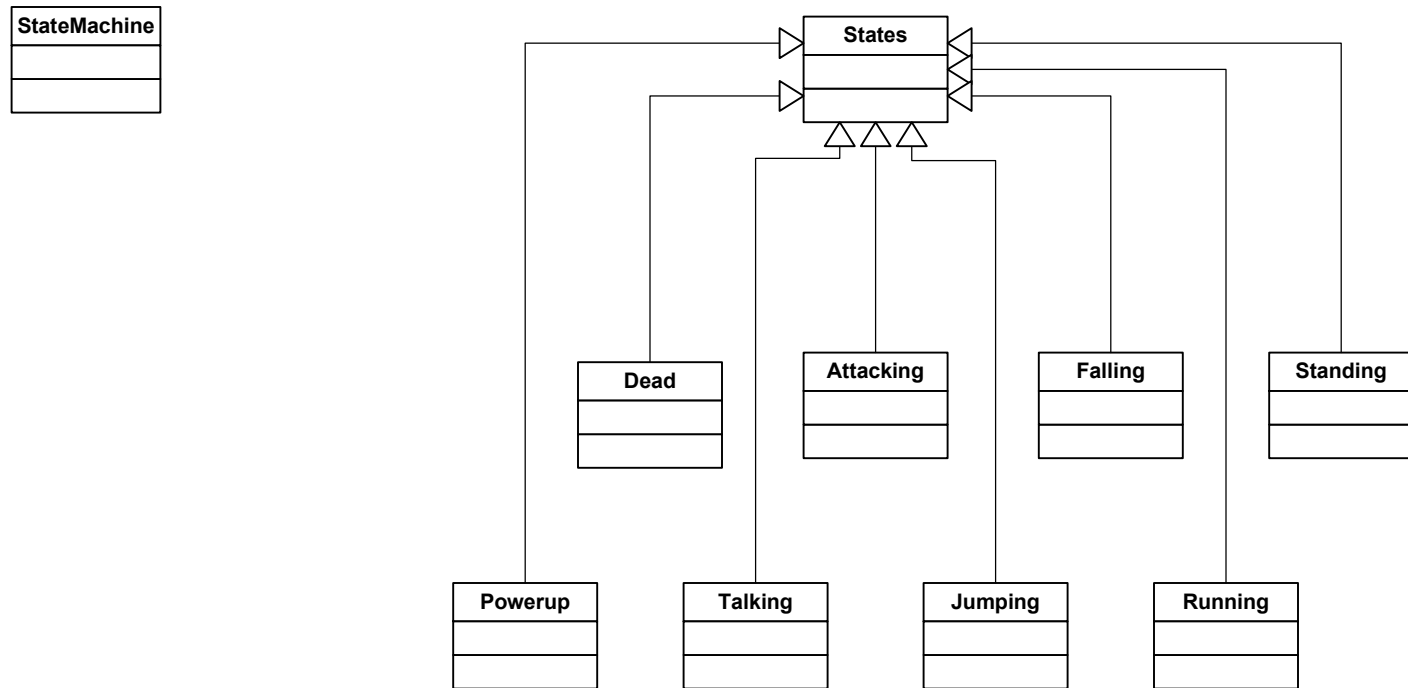 StateMachine
States
Dead
Attacking
Falling
Standing
Powerup
Talking
Jumping
Running